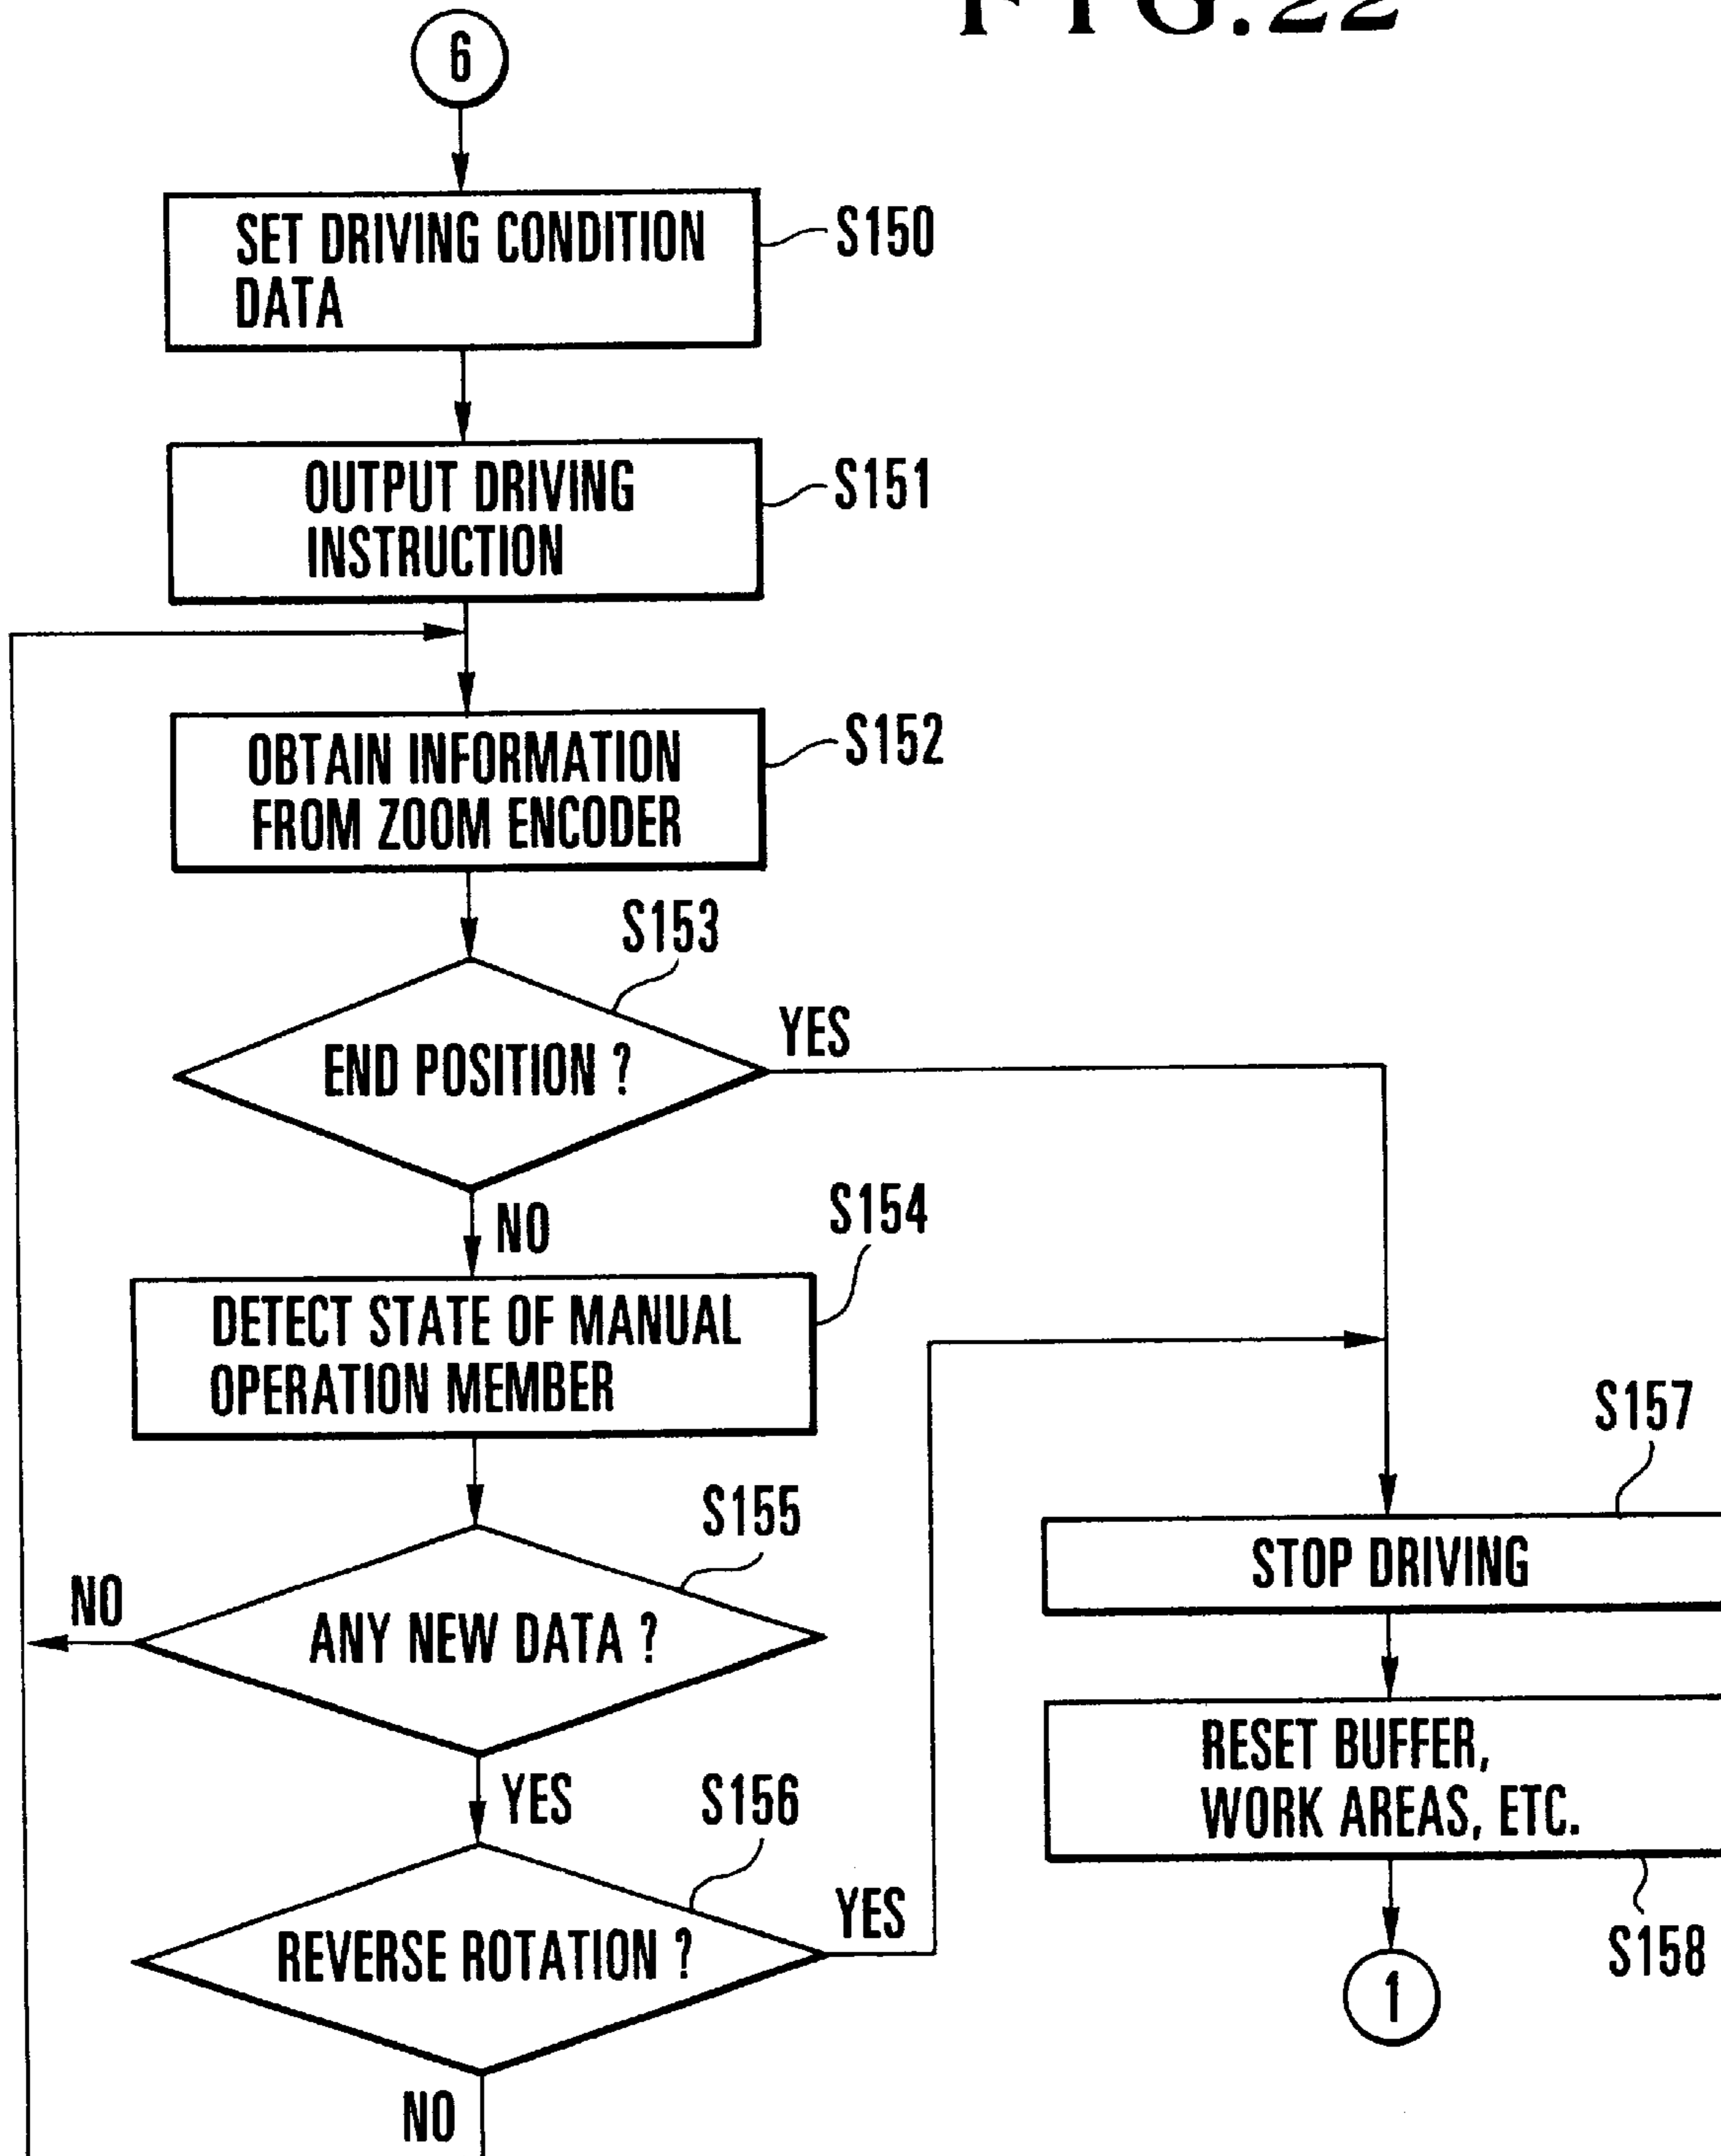 FIG.22
6
SET DRIVING CONDITION
DATA
S150
OUTPUT DRIVING
INSTRUCTION
S151
OBTAIN INFORMATION
FROM ZOOM ENCODER
S152
S153
END POSITION ?
YES
NO
S154
DETECT STATE OF MANUAL
OPERATION MEMBER
S155
NO
ANY NEW DATA ?
YES
S156
REVERSE ROTATION ?
YES
NO
S157
STOP DRIVING
RESET BUFFER,
WORK AREAS, ETC.
S158
1